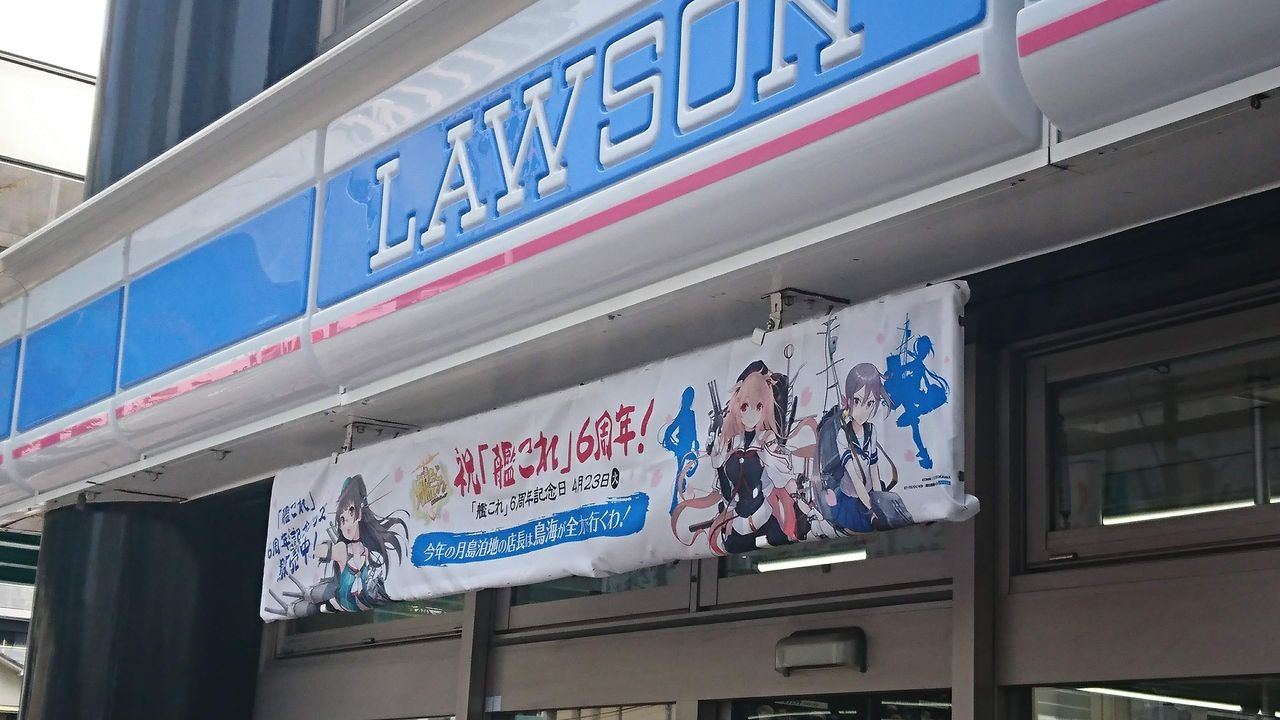 LAWSON
「艦これ」
6周年記念グッズ
販売中!
祝!「艦これ」6周年!
「艦これ」6周年記念日 4月23日火
今年の月島泊地の店長は鳥海が全力で行くわ!